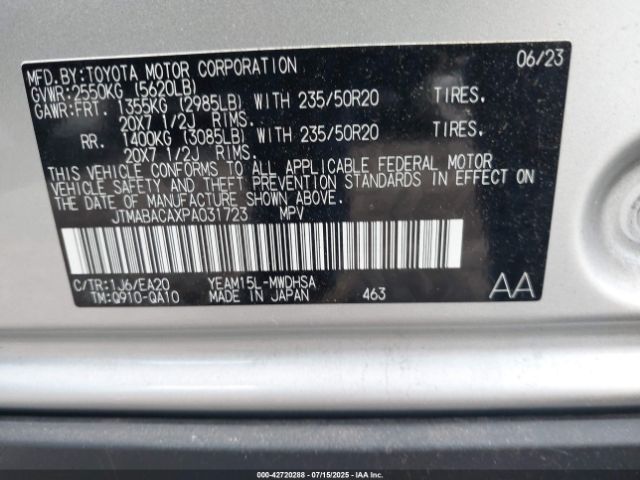 MFD.BY:TOYOTA MOTOR CORPORATION 06/23
GVWR:2550KG (5620LB)
GAWR:FRT. 1355KG (2985LB) WITH 235/50R20 TIRES.
20X7 1/2J RIMS.
RR. 1400KG (3085LB) WITH 235/50R20 TIRES.
20X7 1/2J RIMS.
THIS VEHICLE CONFORMS TO ALL APPLICABLE FEDERAL MOTOR
VEHICLE SAFETY AND THEFT PREVENTION STANDARDS IN EFFECT ON
THE DATE OF MANUFACTURE SHOWN ABOVE.
JTMABACAXPA031723 MPV
C/TR:1J6/EA20 YEAM15L-MWDHSA
TM:Q910-QA10 MADE IN JAPAN 463 AA
000-42720288 - 07/15/2025 - IAAI.com